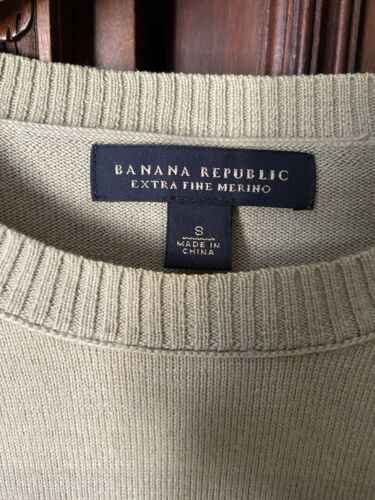 BANANA REPUBLIC
EXTRA FINE MERINO
S
MADE IN
CHINA